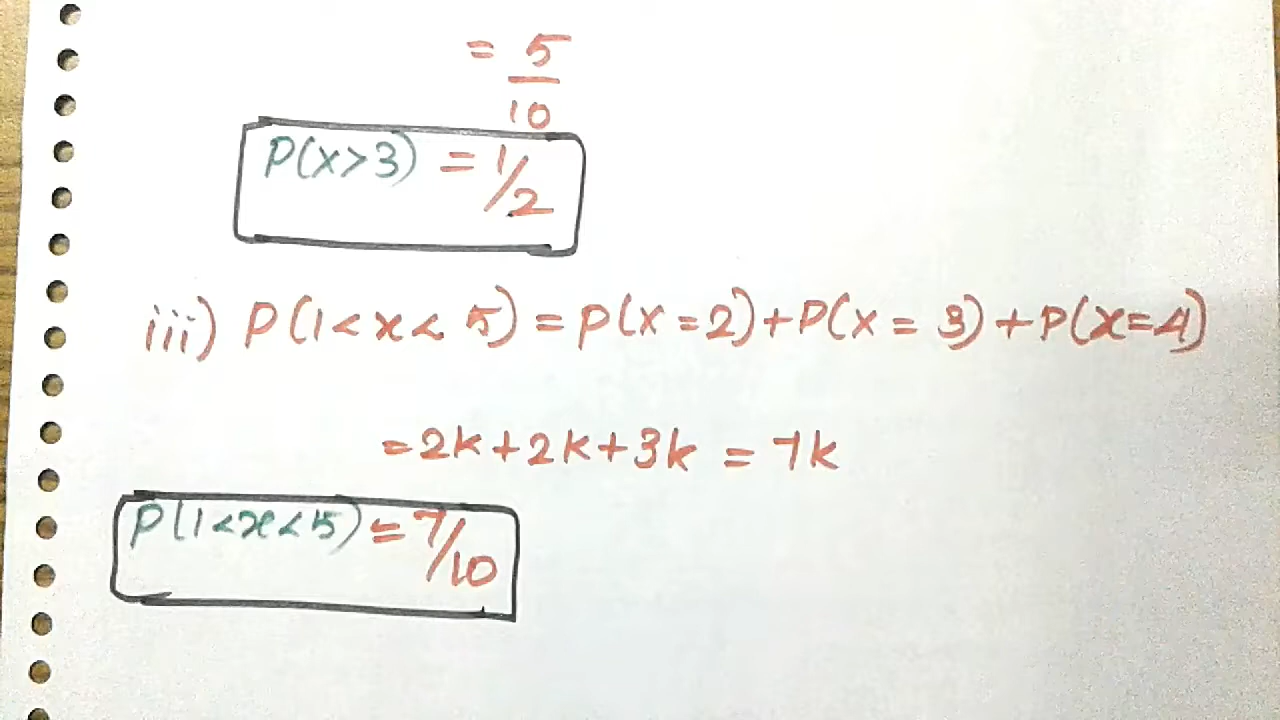 = 5
10
P(x>3) = 1/2
iii) P(1<x<5) = P(x=2)+P(x=3)+P(x=4)
= 2k+2k+3k = 7k
P(1<x<5) = 7/10